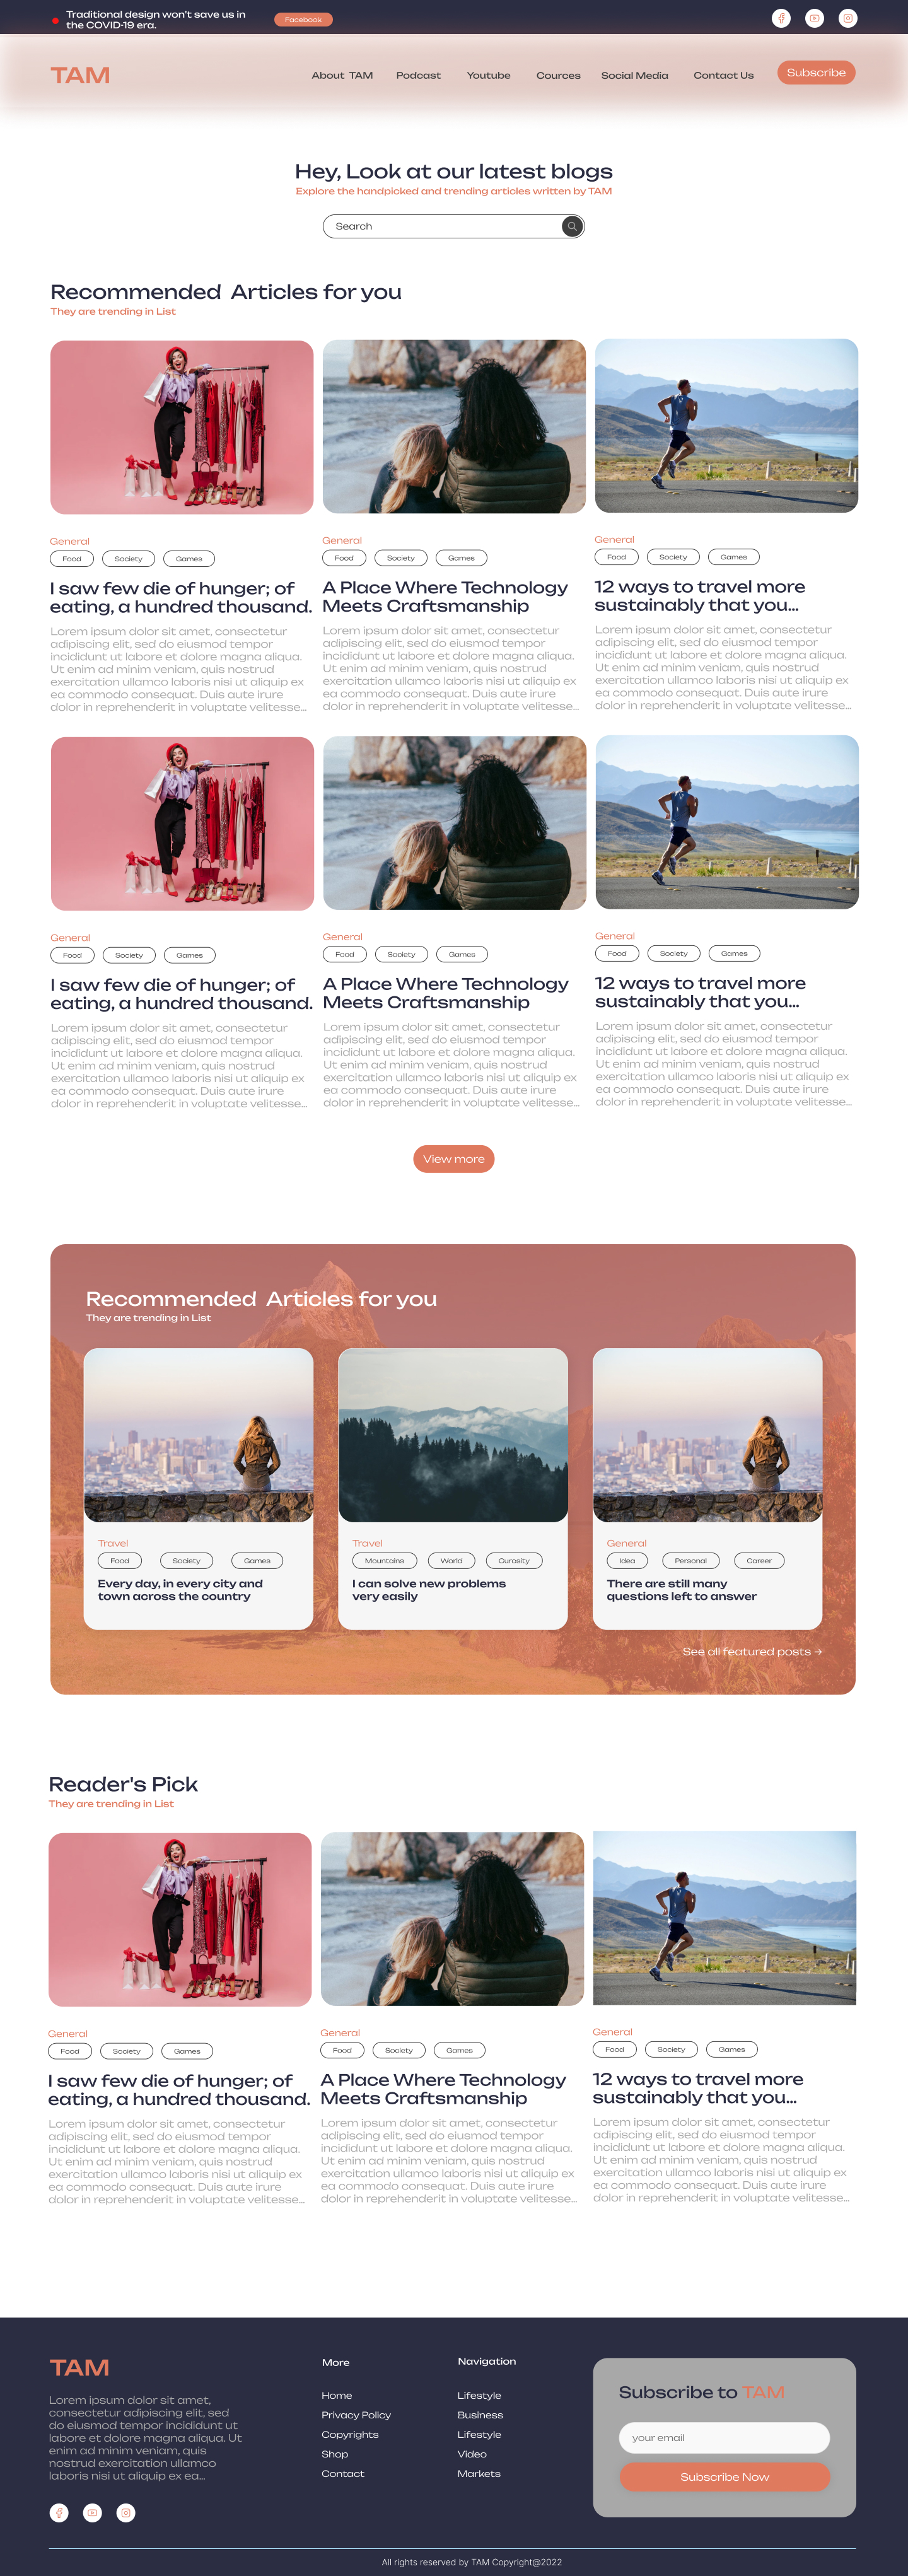 Traditional design won't save us in
the COVID-19 era.
Facebook
TAM
About TAM
Podcast
Youtube
Cources
Social Media
Contact Us
Subscribe
Hey, Look at our latest blogs
Explore the handpicked and trending articles written by TAM
Search
Recommended Articles for you
They are trending in List
General
Food
Society
Games
I saw few die of hunger; of
eating, a hundred thousand.
Lorem ipsum dolor sit amet, consectetur
adipiscing elit, sed do eiusmod tempor
incididunt ut labore et dolore magna aliqua.
Ut enim ad minim veniam, quis nostrud
exercitation ullamco laboris nisi ut aliquip ex
ea commodo consequat. Duis aute irure
dolor in reprehenderit in voluptate velitesse...
General
Food
Society
Games
A Place Where Technology
Meets Craftsmanship
Lorem ipsum dolor sit amet, consectetur
adipiscing elit, sed do eiusmod tempor
incididunt ut labore et dolore magna aliqua.
Ut enim ad minim veniam, quis nostrud
exercitation ullamco laboris nisi ut aliquip ex
ea commodo consequat. Duis aute irure
dolor in reprehenderit in voluptate velitesse...
General
Food
Society
Games
12 ways to travel more
sustainably that you...
Lorem ipsum dolor sit amet, consectetur
adipiscing elit, sed do eiusmod tempor
incididunt ut labore et dolore magna aliqua.
Ut enim ad minim veniam, quis nostrud
exercitation ullamco laboris nisi ut aliquip ex
ea commodo consequat. Duis aute irure
dolor in reprehenderit in voluptate velitesse...
General
Food
Society
Games
I saw few die of hunger; of
eating, a hundred thousand.
Lorem ipsum dolor sit amet, consectetur
adipiscing elit, sed do eiusmod tempor
incididunt ut labore et dolore magna aliqua.
Ut enim ad minim veniam, quis nostrud
exercitation ullamco laboris nisi ut aliquip ex
ea commodo consequat. Duis aute irure
dolor in reprehenderit in voluptate velitesse...
General
Food
Society
Games
A Place Where Technology
Meets Craftsmanship
Lorem ipsum dolor sit amet, consectetur
adipiscing elit, sed do eiusmod tempor
incididunt ut labore et dolore magna aliqua.
Ut enim ad minim veniam, quis nostrud
exercitation ullamco laboris nisi ut aliquip ex
ea commodo consequat. Duis aute irure
dolor in reprehenderit in voluptate velitesse...
General
Food
Society
Games
12 ways to travel more
sustainably that you...
Lorem ipsum dolor sit amet, consectetur
adipiscing elit, sed do eiusmod tempor
incididunt ut labore et dolore magna aliqua.
Ut enim ad minim veniam, quis nostrud
exercitation ullamco laboris nisi ut aliquip ex
ea commodo consequat. Duis aute irure
dolor in reprehenderit in voluptate velitesse...
View more
Recommended Articles for you
They are trending in List
Travel
Food
Society
Games
Every day, in every city and
town across the country
Travel
Mountains
World
Curosity
I can solve new problems
very easily
General
Idea
Personal
Career
There are still many
questions left to answer
See all featured posts →
Reader's Pick
They are trending in List
General
Food
Society
Games
I saw few die of hunger; of
eating, a hundred thousand.
Lorem ipsum dolor sit amet, consectetur
adipiscing elit, sed do eiusmod tempor
incididunt ut labore et dolore magna aliqua.
Ut enim ad minim veniam, quis nostrud
exercitation ullamco laboris nisi ut aliquip ex
ea commodo consequat. Duis aute irure
dolor in reprehenderit in voluptate velitesse...
General
Food
Society
Games
A Place Where Technology
Meets Craftsmanship
Lorem ipsum dolor sit amet, consectetur
adipiscing elit, sed do eiusmod tempor
incididunt ut labore et dolore magna aliqua.
Ut enim ad minim veniam, quis nostrud
exercitation ullamco laboris nisi ut aliquip ex
ea commodo consequat. Duis aute irure
dolor in reprehenderit in voluptate velitesse...
General
Food
Society
Games
12 ways to travel more
sustainably that you...
Lorem ipsum dolor sit amet, consectetur
adipiscing elit, sed do eiusmod tempor
incididunt ut labore et dolore magna aliqua.
Ut enim ad minim veniam, quis nostrud
exercitation ullamco laboris nisi ut aliquip ex
ea commodo consequat. Duis aute irure
dolor in reprehenderit in voluptate velitesse...
TAM
Lorem ipsum dolor sit amet,
consectetur adipiscing elit, sed
do eiusmod tempor incididunt ut
labore et dolore magna aliqua. Ut
enim ad minim veniam, quis
nostrud exercitation ullamco
laboris nisi ut aliquip ex ea...
More
Home
Privacy Policy
Copyrights
Shop
Contact
Navigation
Lifestyle
Business
Lifestyle
Video
Markets
Subscribe to TAM
your email
Subscribe Now
All rights reserved by TAM Copyright@2022